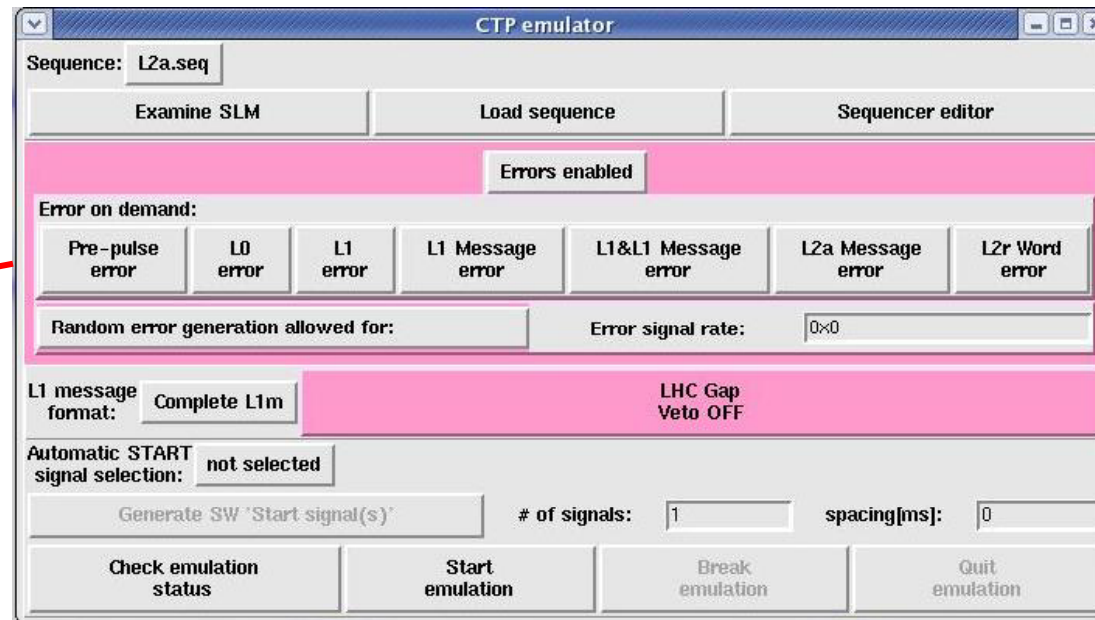 CTP emulator
Sequence: L2a.seq
Examine SLM Load sequence Sequencer editor
Errors enabled
Error on demand:
Pre-pulse error L0 error L1 error L1 Message error L1&L1 Message error L2a Message error L2r Word error
Random error generation allowed for: Error signal rate: 0x0
L1 message format: Complete L1m
LHC Gap
Veto OFF
Automatic START signal selection: not selected
Generate SW 'Start signal(s)' # of signals: 1 spacing[ms]: 0
Check emulation status Start emulation Break emulation Quit emulation